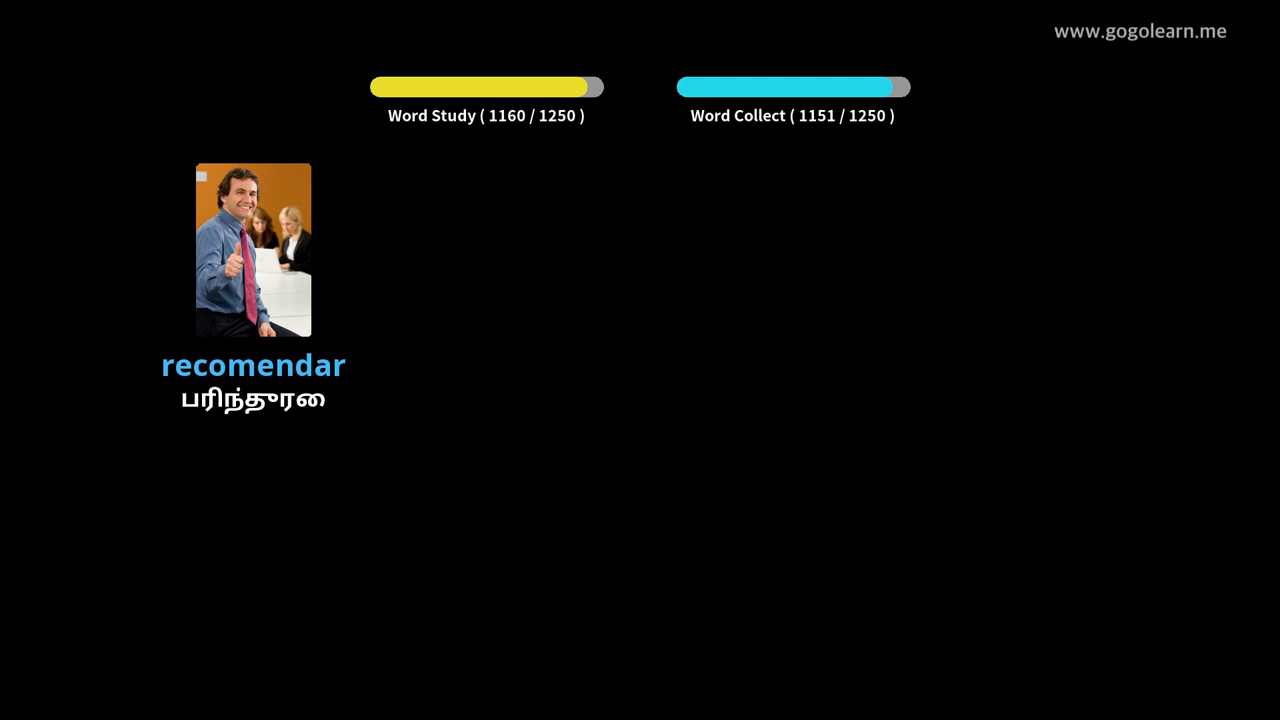 www.gogolearn.me
Word Study ( 1160 / 1250 )
Word Collect ( 1151 / 1250 )
recomendar
பரிந்துரை